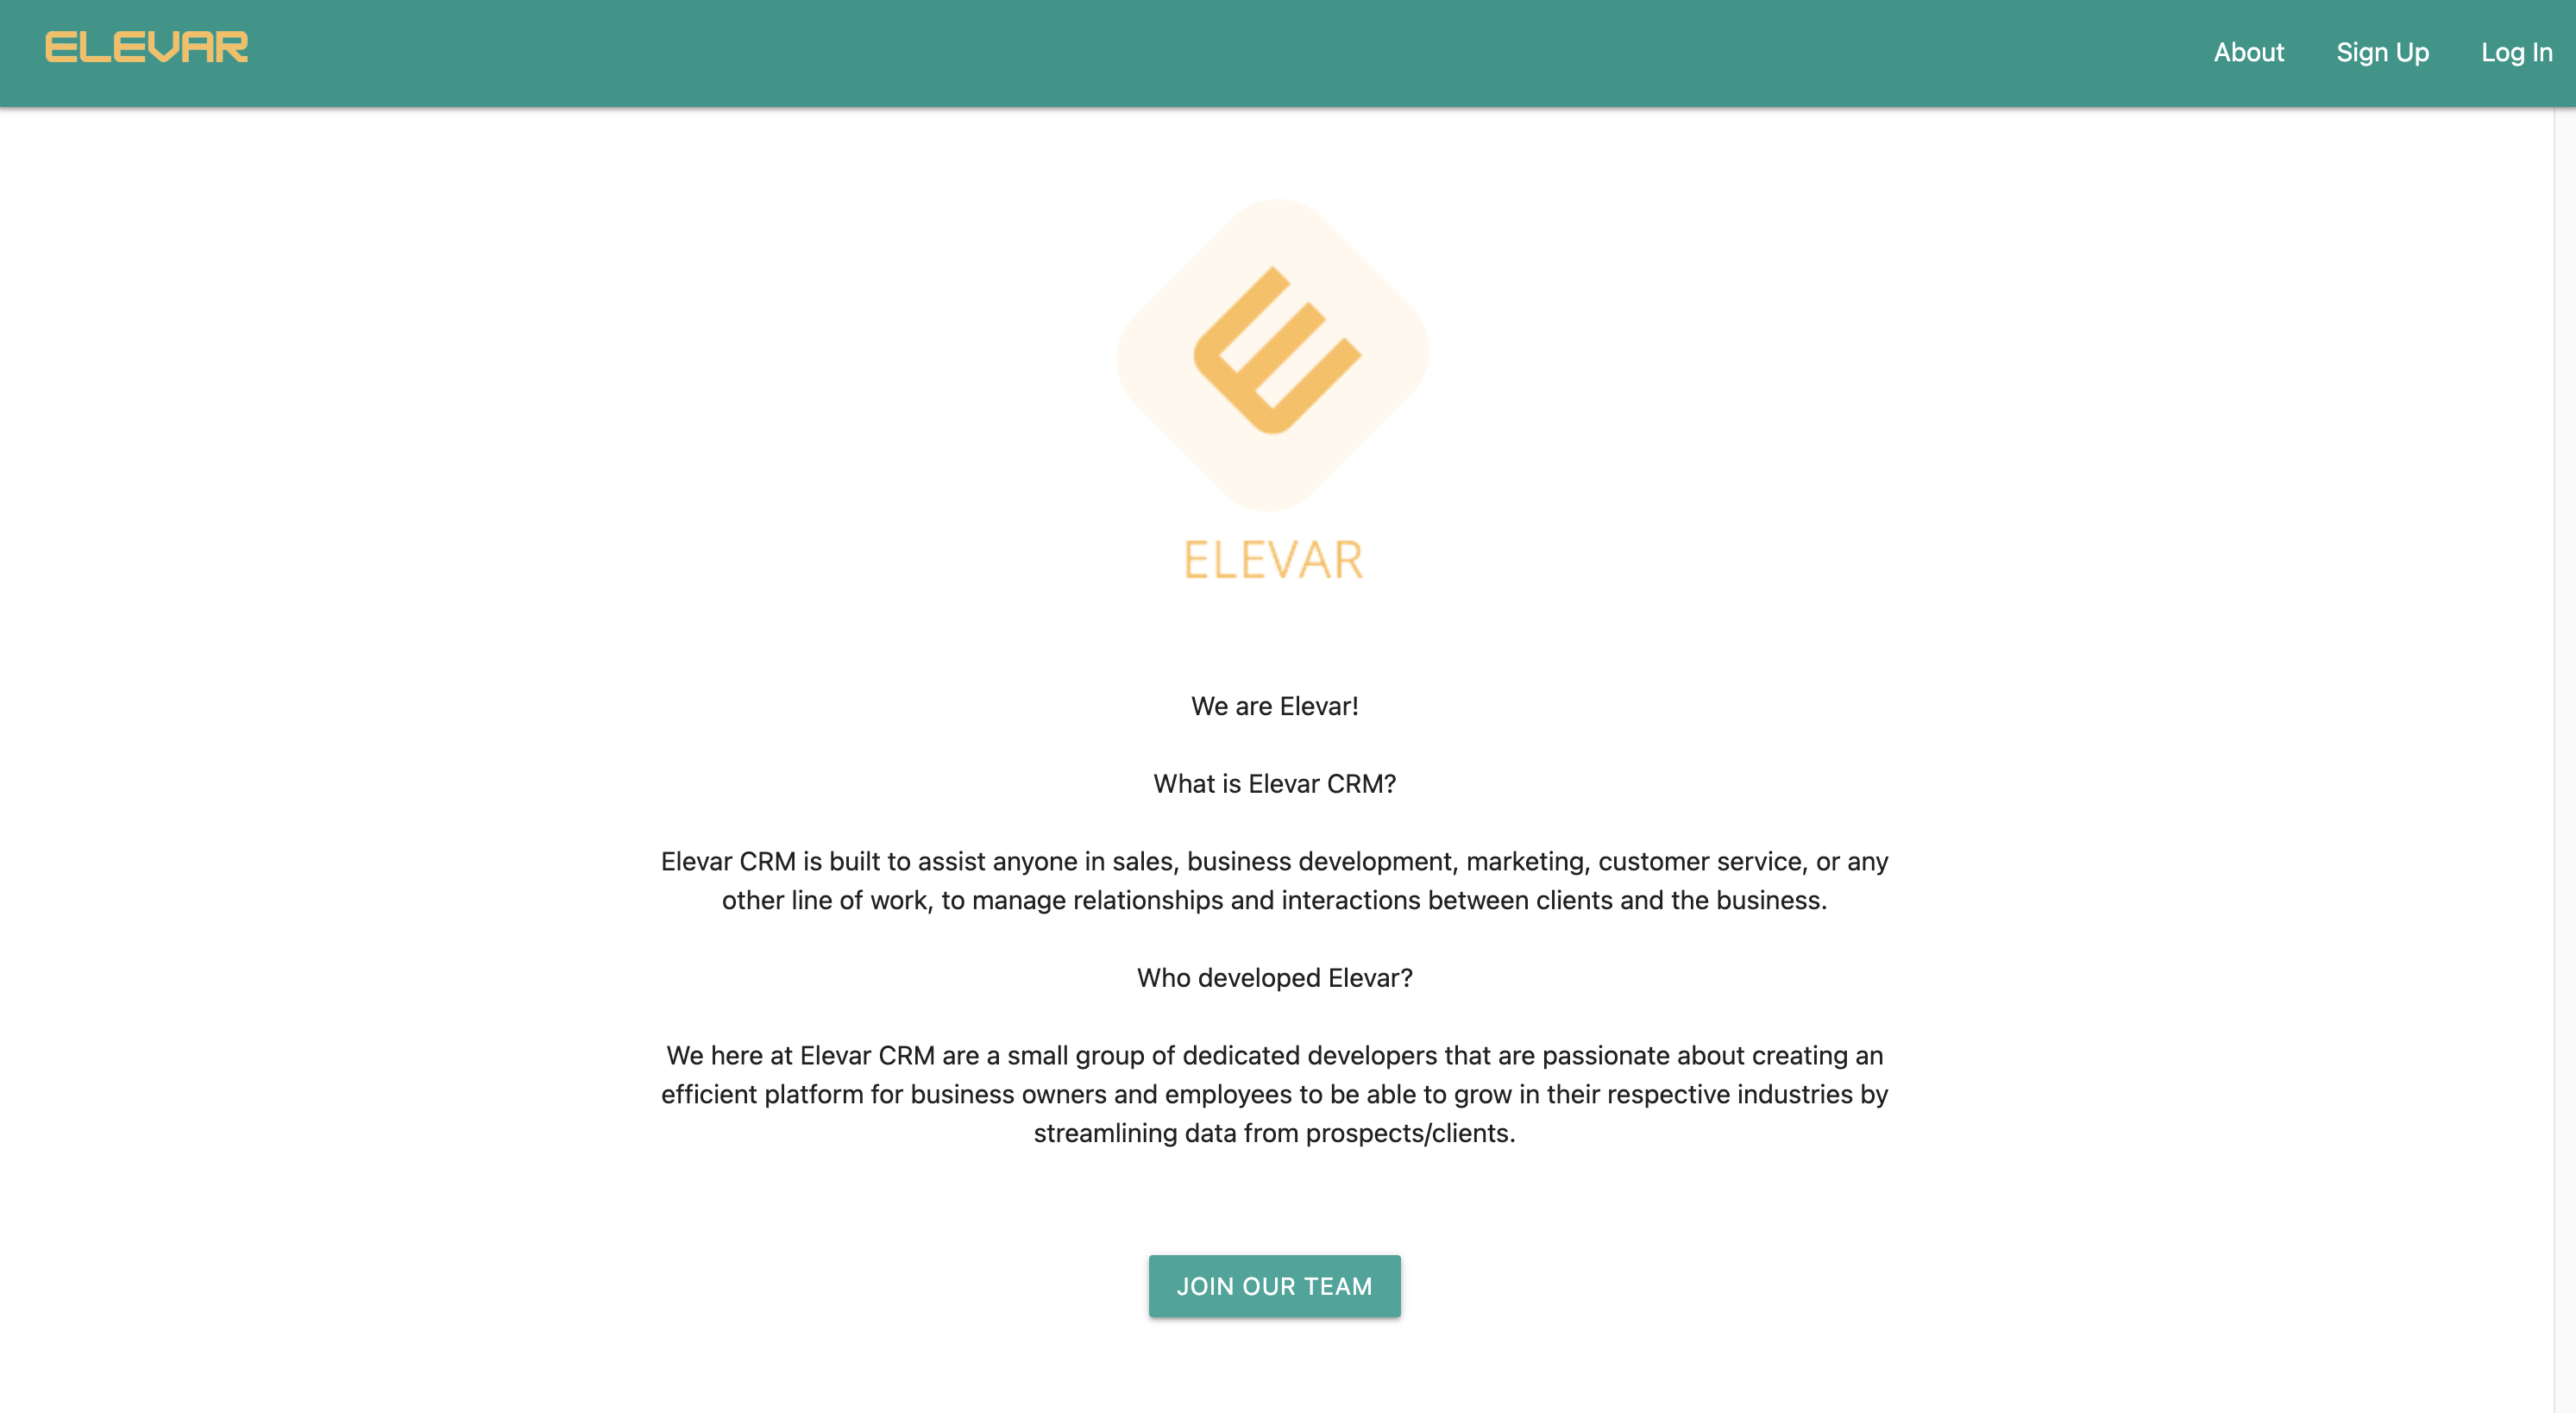 ELEVAR
About Sign Up Log In
ELEVAR
We are Elevar!
What is Elevar CRM?
Elevar CRM is built to assist anyone in sales, business development, marketing, customer service, or any
other line of work, to manage relationships and interactions between clients and the business.
Who developed Elevar?
We here at Elevar CRM are a small group of dedicated developers that are passionate about creating an
efficient platform for business owners and employees to be able to grow in their respective industries by
streamlining data from prospects/clients.
JOIN OUR TEAM